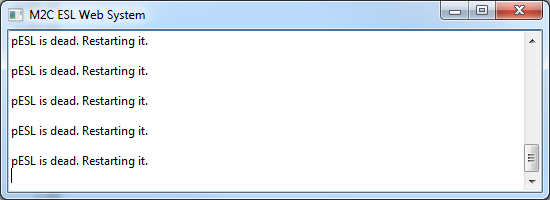 M2C ESL Web System
pESL is dead. Restarting it.
pESL is dead. Restarting it.
pESL is dead. Restarting it.
pESL is dead. Restarting it.
pESL is dead. Restarting it.